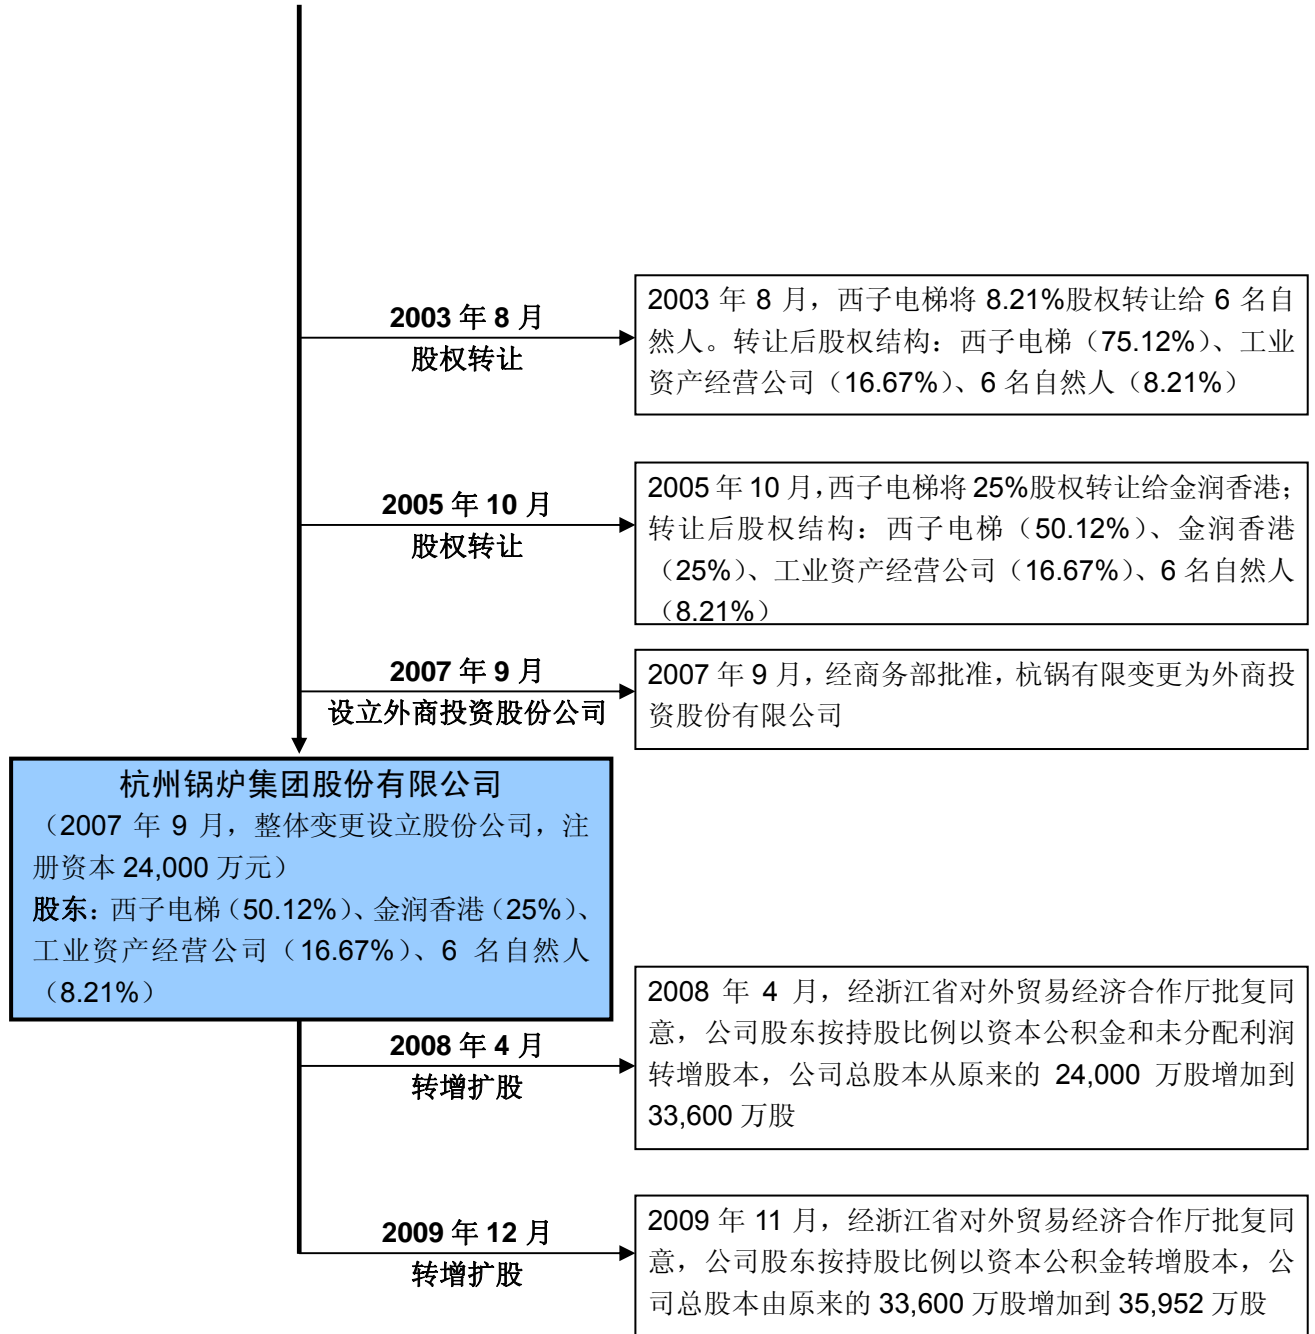 2003 年 8 月
股权转让
2003 年 8 月，西子电梯将 8.21%股权转让给 6 名自
然人。转让后股权结构：西子电梯（75.12%）、工业
资产经营公司（16.67%）、6 名自然人（8.21%）
2005 年 10 月
股权转让
2005 年 10 月，西子电梯将 25%股权转让给金润香港；
转让后股权结构：西子电梯（50.12%）、金润香港
（25%）、工业资产经营公司（16.67%）、6 名自然人
（8.21%）
2007 年 9 月
设立外商投资股份公司
2007 年 9 月，经商务部批准，杭锅有限变更为外商投
资股份有限公司
杭州锅炉集团股份有限公司
（2007 年 9 月，整体变更设立股份公司，注
册资本 24,000 万元）
股东：西子电梯（50.12%）、金润香港（25%）、
工业资产经营公司（16.67%）、6 名自然人
（8.21%）
2008 年 4 月
转增扩股
2008 年 4 月，经浙江省对外贸易经济合作厅批复同
意，公司股东按持股比例以资本公积金和未分配利润
转增股本，公司总股本从原来的 24,000 万股增加到
33,600 万股
2009 年 12 月
转增扩股
2009 年 11 月，经浙江省对外贸易经济合作厅批复同
意，公司股东按持股比例以资本公积金转增股本，公
司总股本由原来的 33,600 万股增加到 35,952 万股